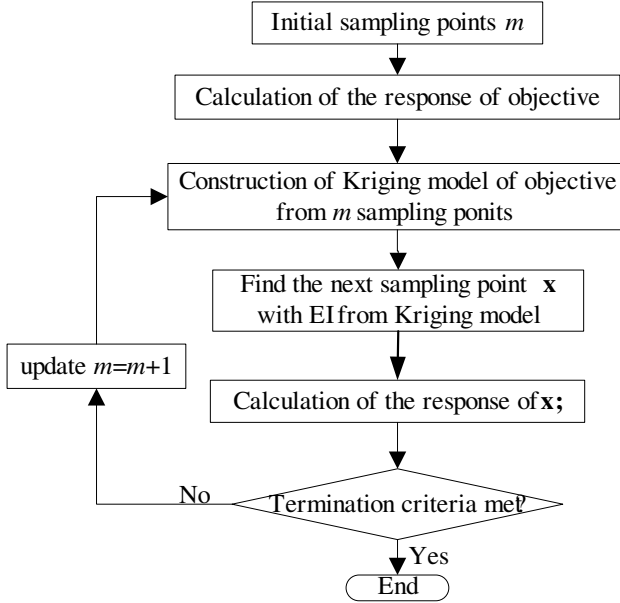 Initial sampling points m
Calculation of the response of objective
Construction of Kriging model of objective
from m sampling ponits
Find the next sampling point x
with EI from Kriging model
update m=m+1
Calculation of the response of x;
No
Termination criteria met?
Yes
End